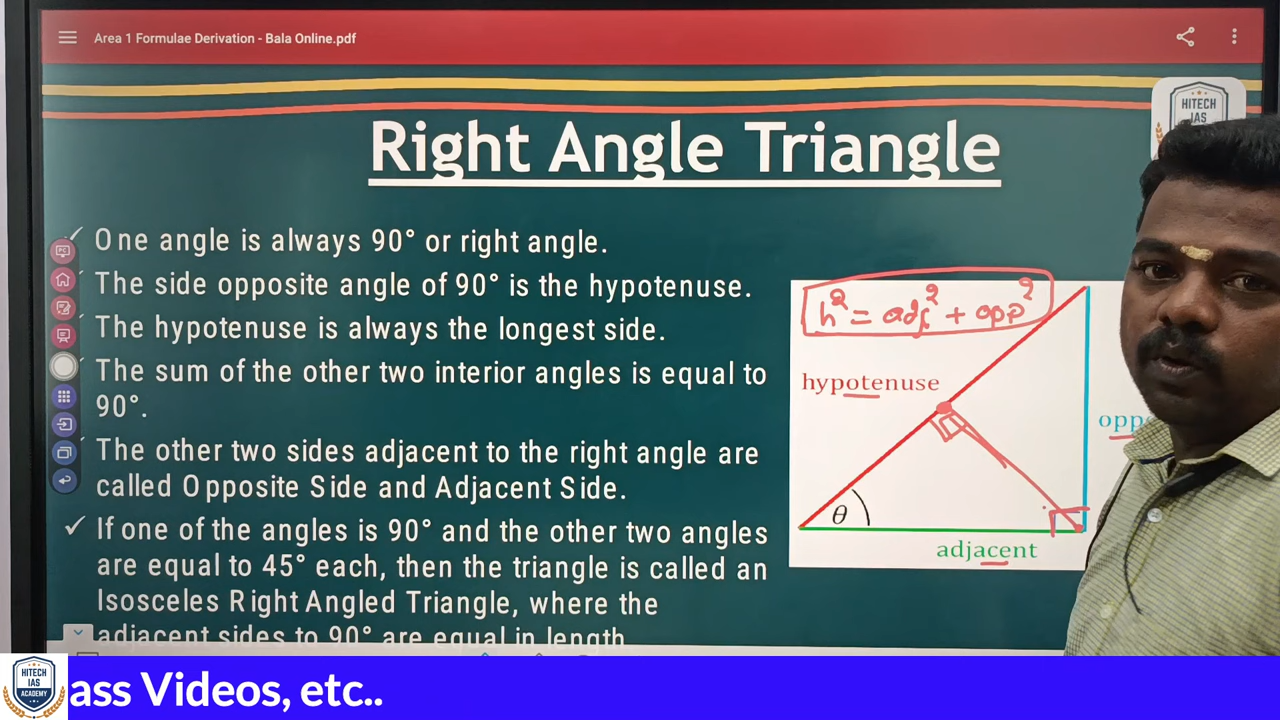 Area 1 Formulae Derivation - Bala Online.pdf
HITECH
IAS
Right Angle Triangle
✓ One angle is always 90° or right angle.
The side opposite angle of 90° is the hypotenuse.
The hypotenuse is always the longest side.
The sum of the other two interior angles is equal to
90°.
The other two sides adjacent to the right angle are
called Opposite Side and Adjacent Side.
✓ If one of the angles is 90° and the other two angles
are equal to 45° each, then the triangle is called an
Isosceles Right Angled Triangle, where the
adjacent sides to 90° are equal in length
h² = adj² + opp²
hypotenuse
oppo
θ
adjacent
HITECH
IAS
ACADEMY
ass Videos, etc..